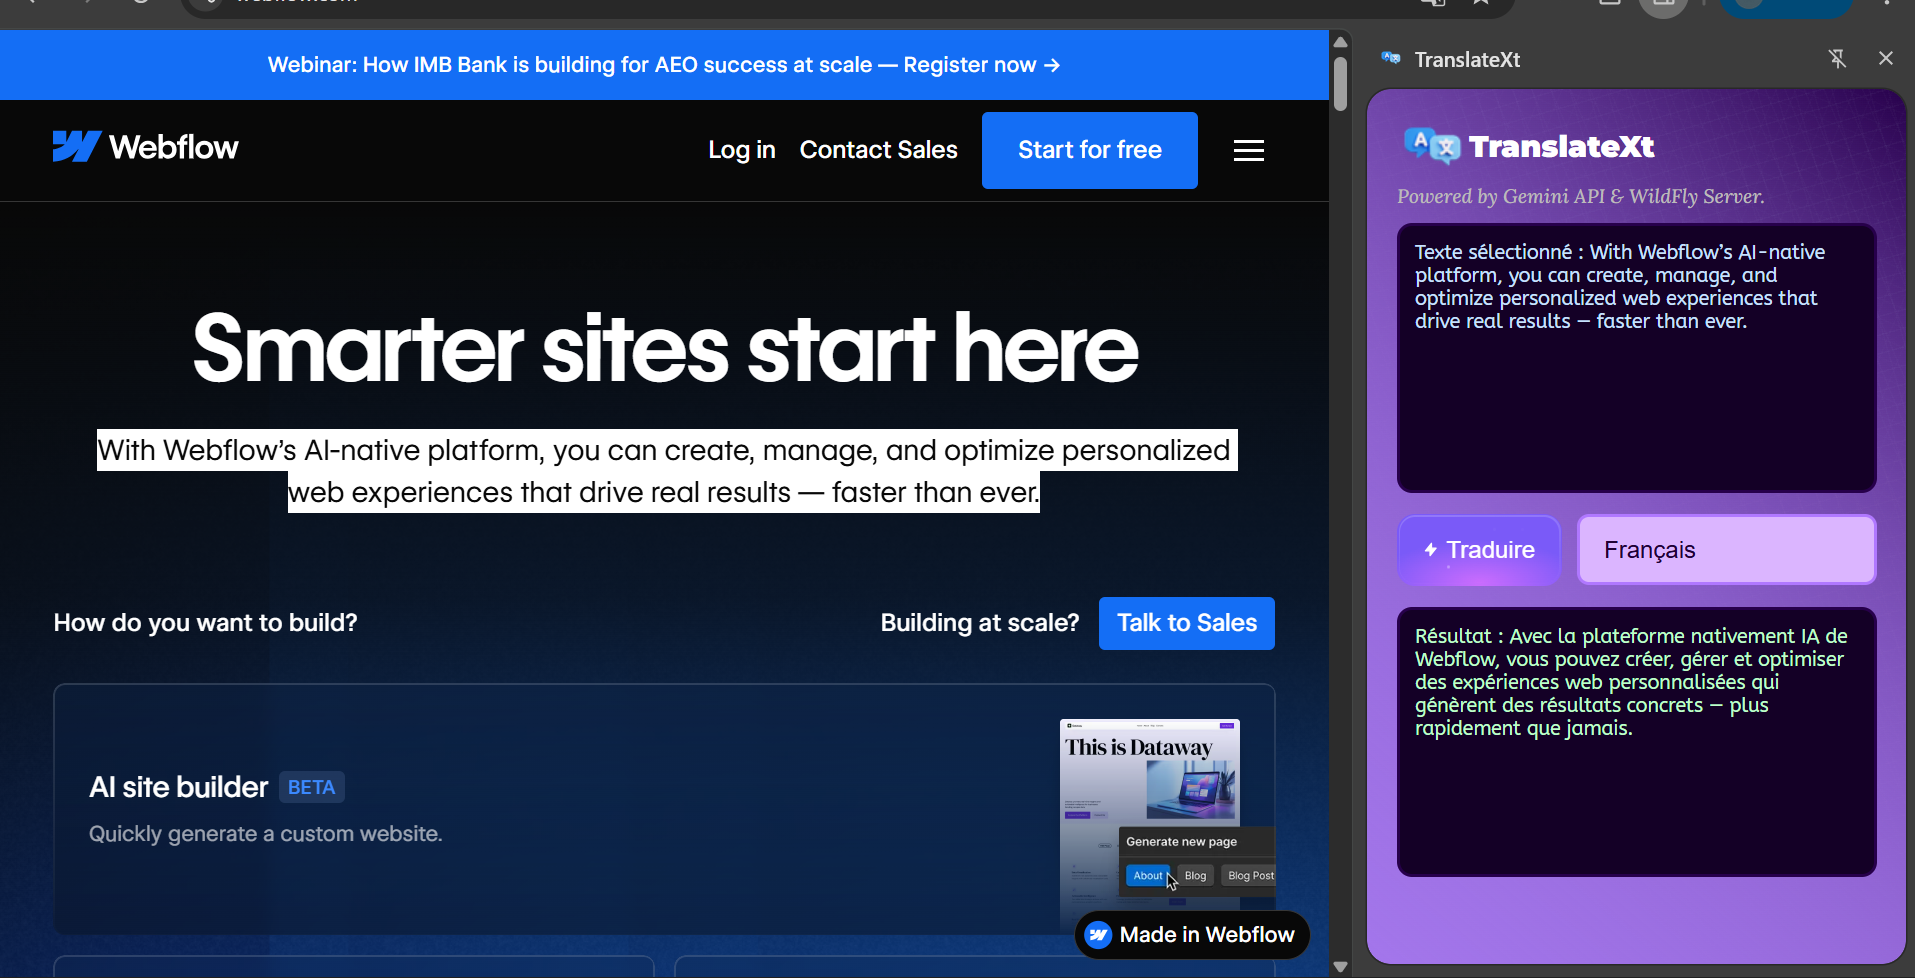 Webinar: How IMB Bank is building for AEO success at scale — Register now →
Webflow
Log in
Contact Sales
Start for free
Smarter sites start here
With Webflow’s AI-native platform, you can create, manage, and optimize personalized
web experiences that drive real results — faster than ever.
How do you want to build?
Building at scale?
Talk to Sales
AI site builder BETA
Quickly generate a custom website.
This is Dataway
Generate new page
About
Blog
Blog Post
Made in Webflow
TranslateXt
TranslateXt
Powered by Gemini API & WildFly Server.
Texte sélectionné : With Webflow’s AI-native
platform, you can create, manage, and
optimize personalized web experiences that
drive real results — faster than ever.
Traduire
Français
Résultat : Avec la plateforme nativement IA de
Webflow, vous pouvez créer, gérer et optimiser
des expériences web personnalisées qui
génèrent des résultats concrets — plus
rapidement que jamais.